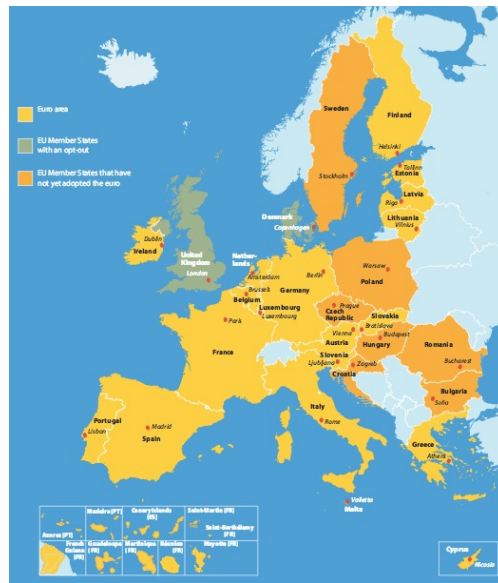 Euro area
EU Member States
with an opt-out
EU Member States that have
not yet adopted the euro
Sweden
Finland
Helsinki
Tallinn
Estonia
Stockholm
Latvia
Riga
Lithuania
Vilnius
Denmark
Copenhagen
Dublin
Ireland
United
Kingdom
London
Nether-
lands
Amsterdam
Berlin
Warsaw
Poland
Brussels
Belgium
Germany
Luxembourg
Luxembourg
Prague
Czech
Republic
Paris
Slovakia
Bratislava
Vienna
Budapest
Austria
Hungary
France
Slovenia
Ljubljana
Zagreb
Croatia
Romania
Bucharest
Bulgaria
Sofia
Italy
Rome
Portugal
Madrid
Lisbon
Spain
Greece
Athens
Valletta
Malta
Madeira (PT)
Canary Islands
(ES)
Saint-Martin (FR)
Azores (PT)
Saint-Barthélemy
(FR)
French
Guiana
(FR)
Guadeloupe
(FR)
Martinique
(FR)
Réunion
(FR)
Mayotte (FR)
Cyprus
Nicosia